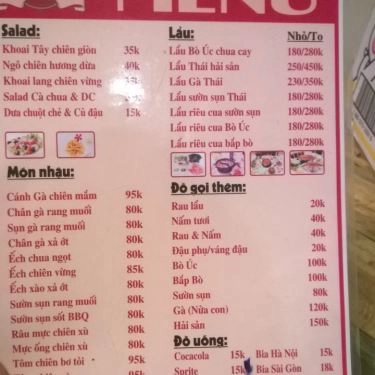 MENU
Salad:
Khoai Tây chiên giòn 35k
Ngô chiên hương dừa 40k
Khoai lang chiên vừng 35k
Salad Cà chua & DC
Dưa chuột chẻ & Củ đậu 15k
Món nhậu:
Cánh Gà chiên mắm 95k
Chân gà rang muối 80k
Sụn gà rang muối 80k
Chân gà xả ớt 80k
Ếch chua ngọt 80k
Ếch chiên vừng 85k
Ếch xào xả ớt 80k
Sườn sụn rang muối 80k
Sườn sụn sốt BBQ 80k
Râu mực chiên xù 80k
Mực ống chiên xù 80k
Tôm chiên bơ tỏi 95k
Lẩu: Nhỏ/To
Lẩu Bò Úc chua cay 180/280k
Lẩu Thái hải sản 250/450k
Lẩu Gà Thái 230/350k
Lẩu sườn sụn Thái 180/280k
Lẩu riêu cua sườn sụn 180/280k
Lẩu riêu cua Bò Úc 180/280k
Lẩu riêu cua bắp bò 180/280k
Đồ gọi thêm:
Rau lẩu 20k
Nấm tươi 40k
Rau & Nấm 40k
Đậu phụ/váng đậu 20k
Bò Úc 100k
Bắp Bò 100k
Sườn sụn 80k
Gà (Nửa con) 120k
Hải sản 150k
Đồ uống:
Cocacola 15k Bia Hà Nội 15k
Sprite 15k Bia Sài Gòn 18k